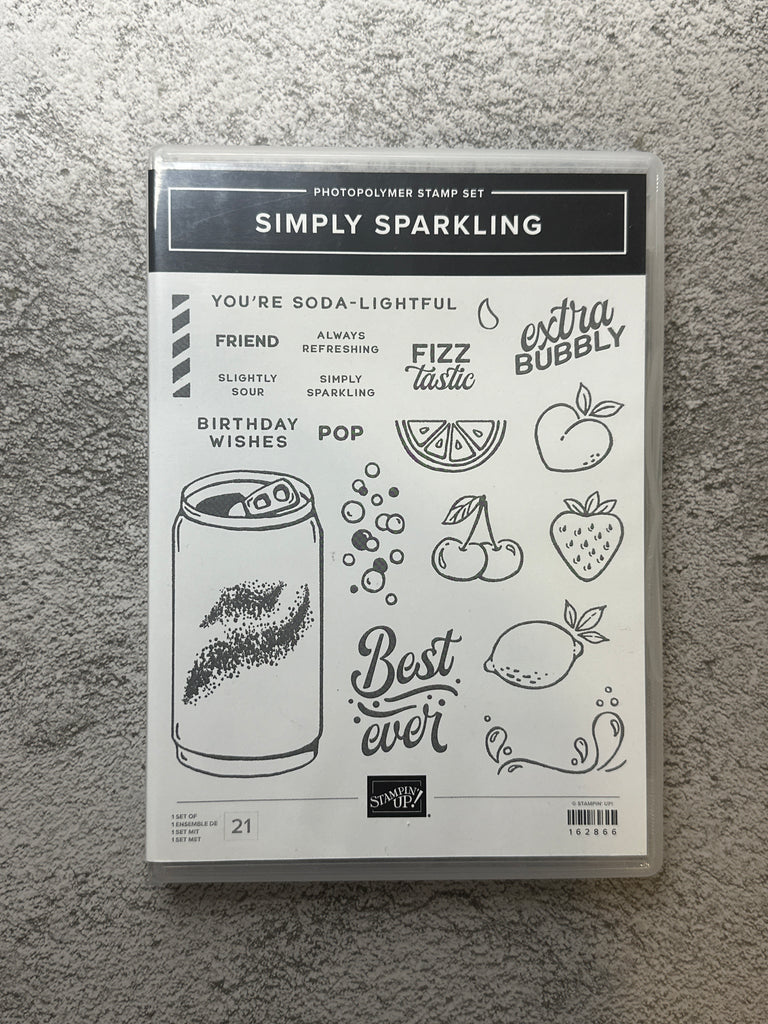 PHOTOPOLYMER STAMP SET
SIMPLY SPARKLING
YOU'RE SODA-LIGHTFUL
extra
BUBBLY
FRIEND
ALWAYS
REFRESHING
FIZZ
tastic
SLIGHTLY
SOUR
SIMPLY
SPARKLING
BIRTHDAY
WISHES
POP
Best
ever
STAMPIN'
UP!
1 SET OF
1 ENSEMBLE DE
1 SET MIT
1 SET MET
21
© STAMPIN' UP!
162866